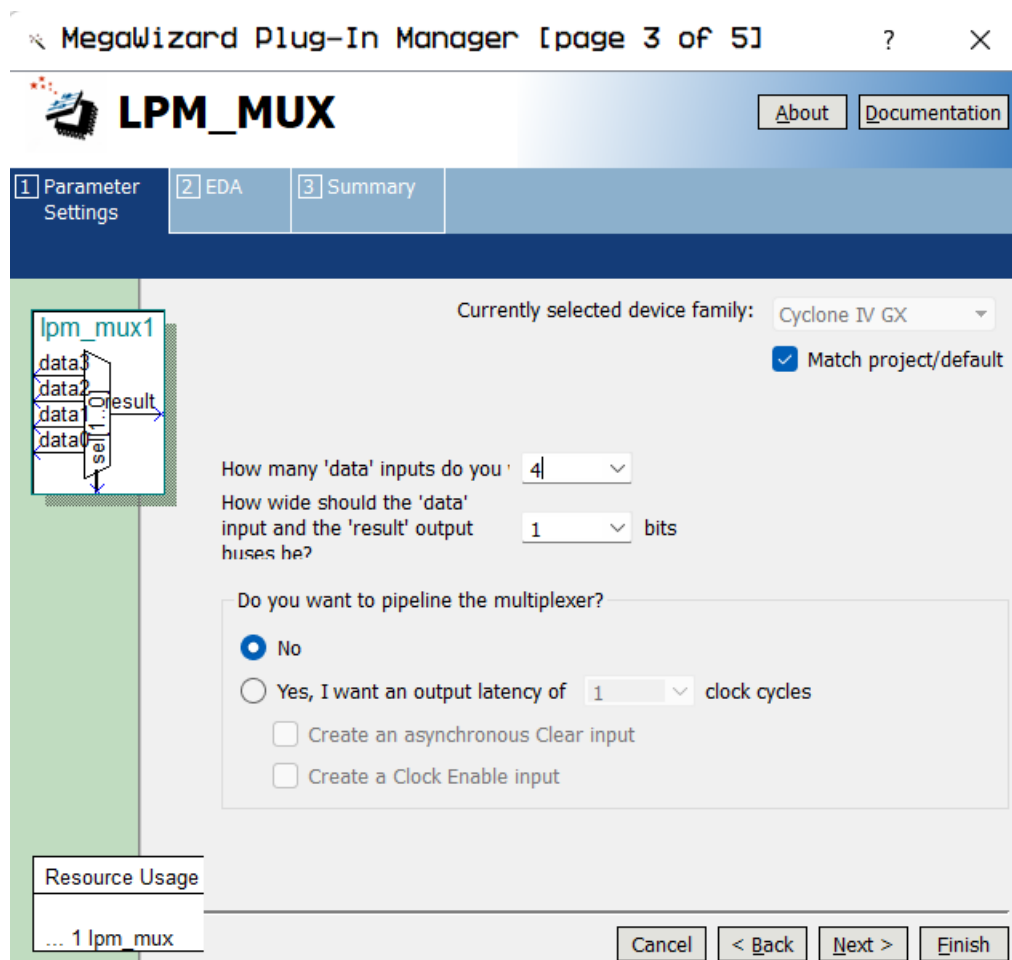 MegaWizard Plug-In Manager [page 3 of 5] ? ×
LPM_MUX
About Documentation
1 Parameter Settings
2 EDA
3 Summary
lpm_mux1
data3
data2
data1
data0
sel[1..0]
result
Currently selected device family: Cyclone IV GX
Match project/default
How many 'data' inputs do you 4
How wide should the 'data'
input and the 'result' output
buses be?
1 bits
Do you want to pipeline the multiplexer?
No
Yes, I want an output latency of 1 clock cycles
Create an asynchronous Clear input
Create a Clock Enable input
Resource Usage
... 1 lpm_mux
Cancel < Back Next > Finish